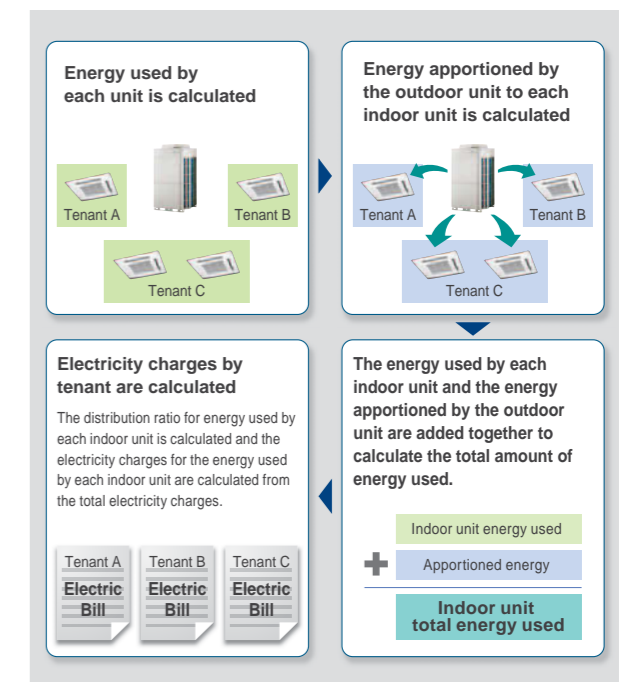 Energy used by
each unit is calculated
Tenant A
Tenant B
Tenant C
Energy apportioned by
the outdoor unit to each
indoor unit is calculated
Tenant A
Tenant B
Tenant C
The energy used by each
indoor unit and the energy
apportioned by the outdoor
unit are added together to
calculate the total amount of
energy used.
Indoor unit energy used
+
Apportioned energy
Indoor unit
total energy used
Electricity charges by
tenant are calculated
The distribution ratio for energy used by
each indoor unit is calculated and the
electricity charges for the energy used
by each indoor unit are calculated from
the total electricity charges.
Tenant A
Electric
Bill
Tenant B
Electric
Bill
Tenant C
Electric
Bill